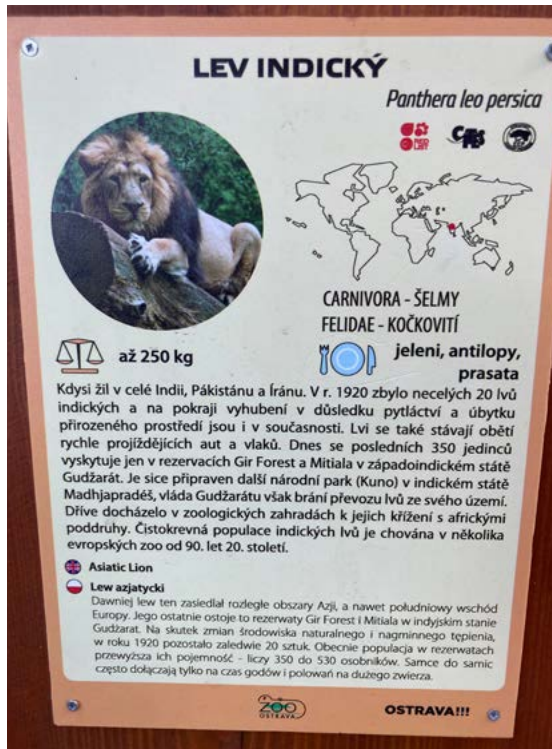 LEV INDICKÝ
Panthera leo persica
RED
LIST
CARNIVORA - ŠELMY
FELIDAE - KOČKOVITÍ
až 250 kg
jeleni, antilopy,
prasata
Kdysi žil v celé Indii, Pákistánu a Íránu. V r. 1920 zbylo necelých 20 lvů
indických a na pokraji vyhubení v důsledku pytláctví a úbytku
přirozeného prostředí jsou i v současnosti. Lvi se také stávají obětí
rychle projíždějících aut a vlaků. Dnes se posledních 350 jedinců
vyskytuje jen v rezervacích Gir Forest a Mitiala v západoindickém státě
Gudžarát. Je sice připraven další národní park (Kuno) v indickém státě
Madhjapradéš, vláda Gudžarátu však brání převozu lvů ze svého území.
Dříve docházelo v zoologických zahradách k jejich křížení s africkými
poddruhy. Čistokrevná populace indických lvů je chována v několika
evropských zoo od 90. let 20. století.
Asiatic Lion
Lew azjatycki
Dawniej lew ten zasiedlał rozległe obszary Azji, a nawet południowy wschód
Europy. Jego ostatnie ostoje to rezerwaty Gir Forest i Mitiala w indyjskim stanie
Gudżarat. Na skutek zmian środowiska naturalnego i nagminnego tępienia,
w roku 1920 pozostało zaledwie 20 sztuk. Obecnie populacja w rezerwatach
przewyższa ich pojemność - liczy 350 do 530 osobników. Samce do samic
często dołączają tylko na czas godów i polowań na dużego zwierza.
ZOO
OSTRAVA
OSTRAVA!!!